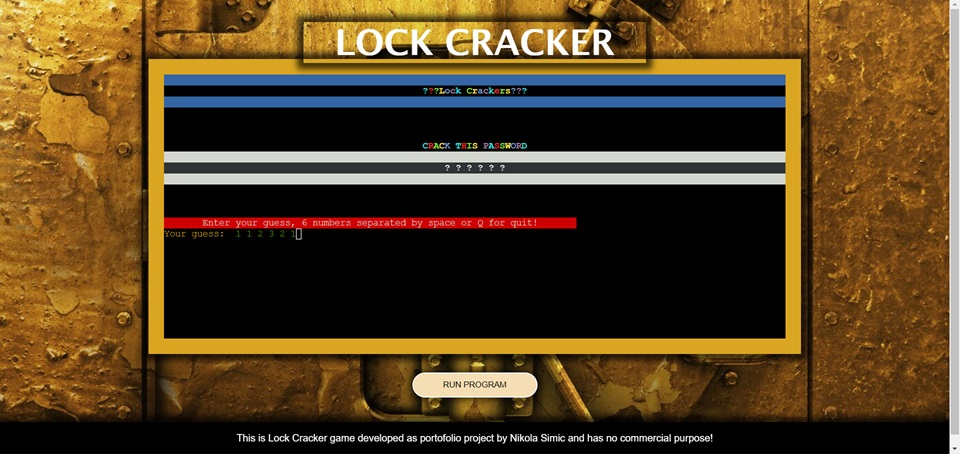 LOCK CRACKER
???Lock Crackers???
CRACK THIS PASSWORD
? ? ? ? ? ?
Enter your guess, 6 numbers separated by space or Q for quit!
Your guess: 1 1 2 3 2 1
RUN PROGRAM
This is Lock Cracker game developed as portofolio project by Nikola Simic and has no commercial purpose!